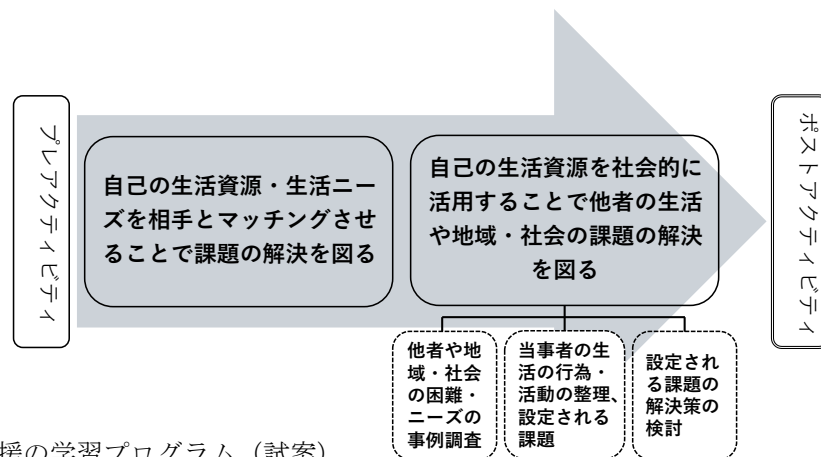 プレアクティビティ
自己の生活資源・生活ニー
ズを相手とマッチングさせ
ることで課題の解決を図る
自己の生活資源を社会的に
活用することで他者の生活
や地域・社会の課題の解決
を図る
ポストアクティビティ
他者や地
域・社会
の困難・
ニーズの
事例調査
当事者の生
活の行為・
活動の整理、
設定される
課題
設定され
る課題の
解決策の
検討
援の学習プログラム（試案）